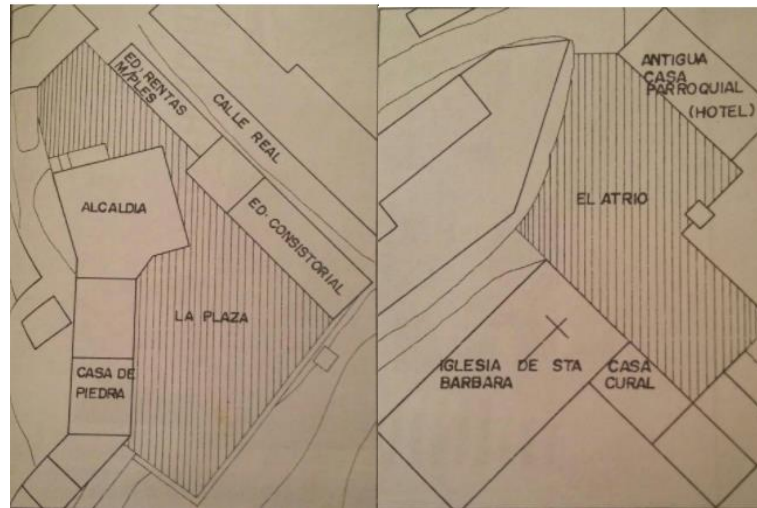 ED. RENTAS
M/PLES
CALLE REAL
ALCALDIA
ED. CONSISTORIAL
LA PLAZA
CASA DE
PIEDRA
ANTIGUA
CASA
PARROQUIAL
(HOTEL)
EL ATRIO
IGLESIA DE STA
BARBARA
CASA
CURAL